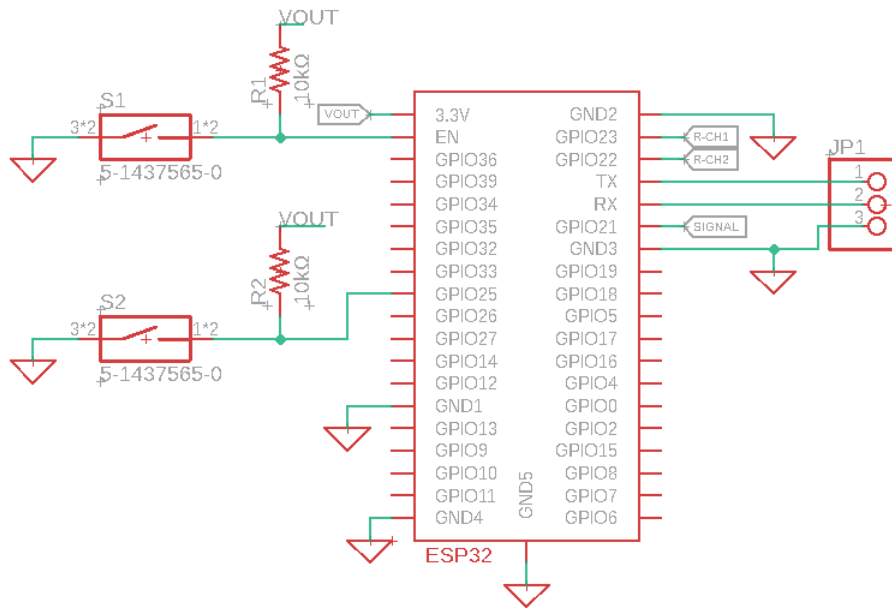 VOUT
R1
10kΩ
S1
3*2
1*2
5-1437565-0
VOUT
VOUT
R2
10kΩ
S2
3*2
1*2
5-1437565-0
3.3V
EN
GPIO36
GPIO39
GPIO34
GPIO35
GPIO32
GPIO33
GPIO25
GPIO26
GPIO27
GPIO14
GPIO12
GND1
GPIO13
GPIO9
GPIO10
GPIO11
GND4
GND5
GND2
GPIO23
GPIO22
TX
RX
GPIO21
GND3
GPIO19
GPIO18
GPIO5
GPIO17
GPIO16
GPIO4
GPIO0
GPIO2
GPIO15
GPIO8
GPIO7
GPIO6
ESP32
R-CH1
R-CH2
SIGNAL
JP1
1
2
3